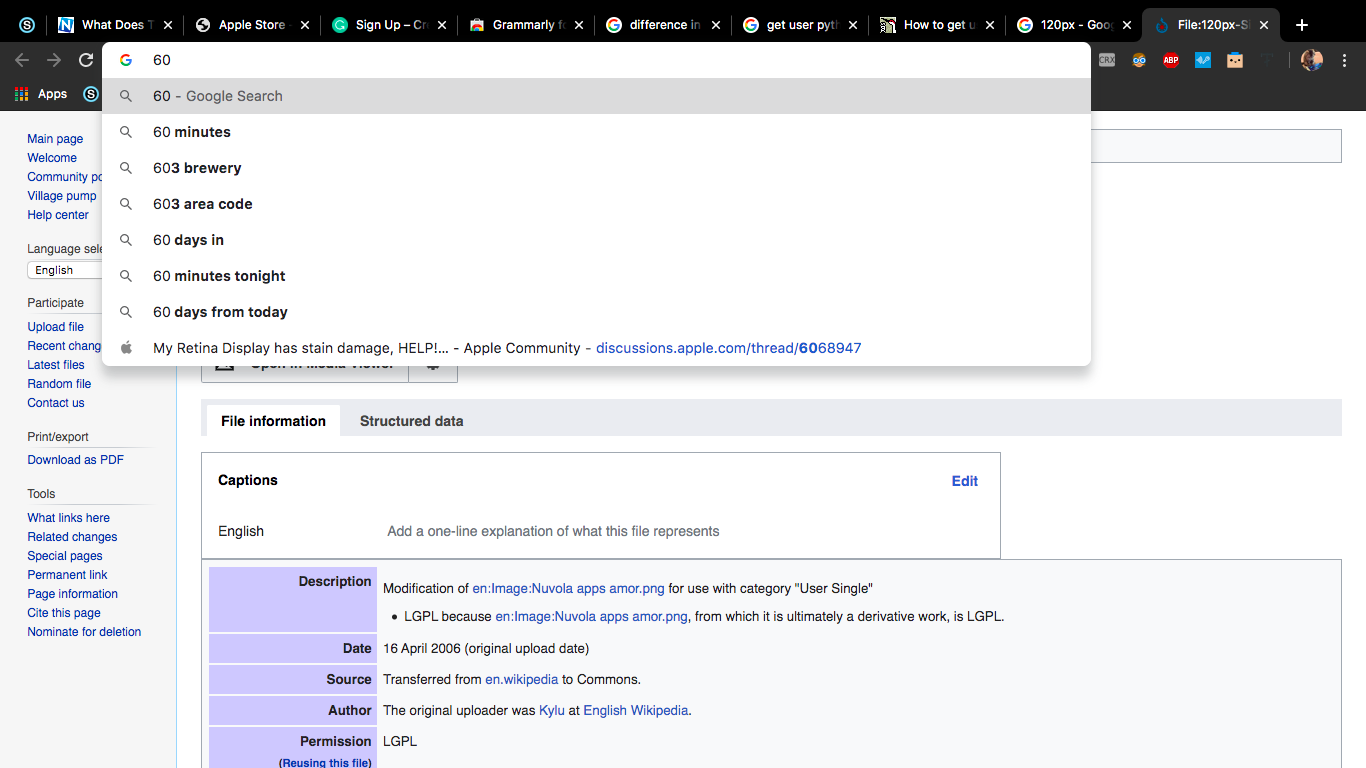 What Does T
Apple Store
Sign Up – Cre
Grammarly fo
difference in
get user pyth
How to get u
120px - Goog
File:120px-Si
60
CRX
ABP
Apps
60 - Google Search
60 minutes
603 brewery
603 area code
60 days in
60 minutes tonight
60 days from today
My Retina Display has stain damage, HELP!... - Apple Community - discussions.apple.com/thread/6068947
Main page
Welcome
Community po
Village pump
Help center
Language sele
English
Participate
Upload file
Recent chang
Latest files
Random file
Contact us
Print/export
Download as PDF
Tools
What links here
Related changes
Special pages
Permanent link
Page information
Cite this page
Nominate for deletion
Open in Media Viewer
File information
Structured data
Captions
Edit
English
Add a one-line explanation of what this file represents
Description
Modification of en:Image:Nuvola apps amor.png for use with category "User Single"
• LGPL because en:Image:Nuvola apps amor.png, from which it is ultimately a derivative work, is LGPL.
Date
16 April 2006 (original upload date)
Source
Transferred from en.wikipedia to Commons.
Author
The original uploader was Kylu at English Wikipedia.
Permission
LGPL
(Reusing this file)